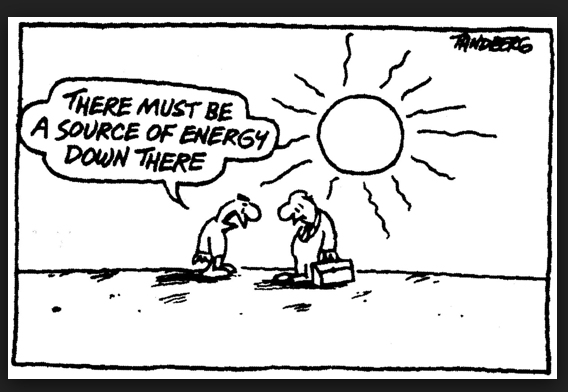 TANDBERG
THERE MUST BE
A SOURCE OF ENERGY
DOWN THERE